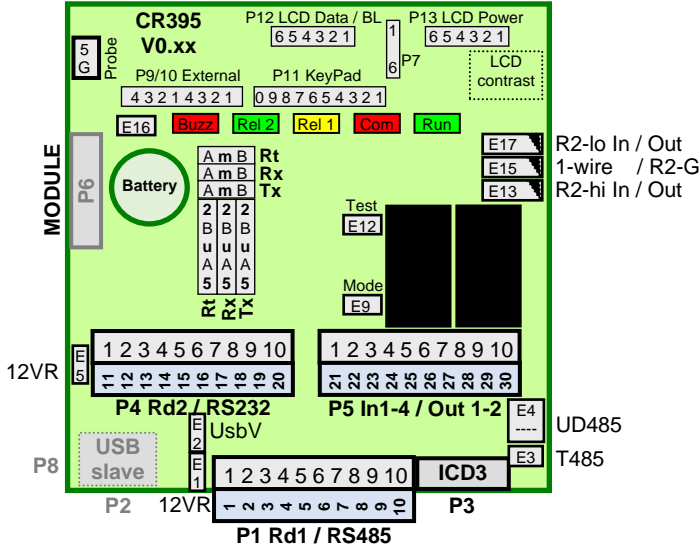 CR395
V0.xx
P12 LCD Data / BL
6 5 4 3 2 1
1
6
P7
P13 LCD Power
6 5 4 3 2 1
LCD
contrast
5
G
Probe
P9/10 External
4 3 2 1 4 3 2 1
P11 KeyPad
0 9 8 7 6 5 4 3 2 1
E16
Buzz
Rel 2
Rel 1
Com
Run
E17
R2-lo In / Out
E15
1-wire / R2-G
E13
R2-hi In / Out
MODULE
P6
Battery
A m B Rt
A m B Rx
A m B Tx
2 2 2
B B B
u u u
A A A
5 5 5
Rt
Rx
Tx
Test
E12
Mode
E9
12VR
E
5
1 2 3 4 5 6 7 8 9 10
11 12 13 14 15 16 17 18 19 20
P4 Rd2 / RS232
1 2 3 4 5 6 7 8 9 10
21 22 23 24 25 26 27 28 29 30
P5 In1-4 / Out 1-2
E4
----
UD485
E3
T485
E
2
UsbV
E
1
12VR
P8
USB
slave
P2
1 2 3 4 5 6 7 8 9 10
1 2 3 4 5 6 7 8 9 10
P1 Rd1 / RS485
ICD3
P3